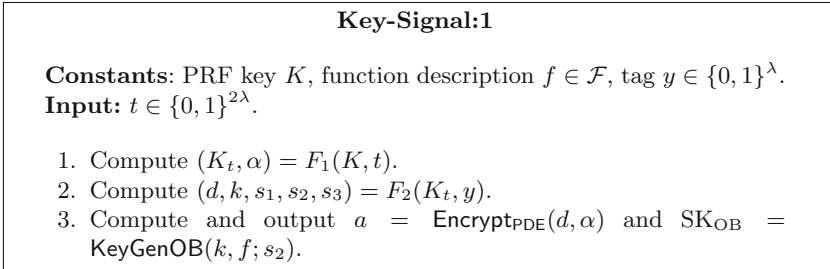 Key-Signal:1
Constants: PRF key K, function description f ∈ ℱ, tag y ∈ {0, 1}^λ.
Input: t ∈ {0, 1}^{2λ}.
1. Compute (K_t, α) = F_1(K, t).
2. Compute (d, k, s_1, s_2, s_3) = F_2(K_t, y).
3. Compute and output a = Encrypt_PDE(d, α) and SK_OB =
KeyGenOB(k, f; s_2).